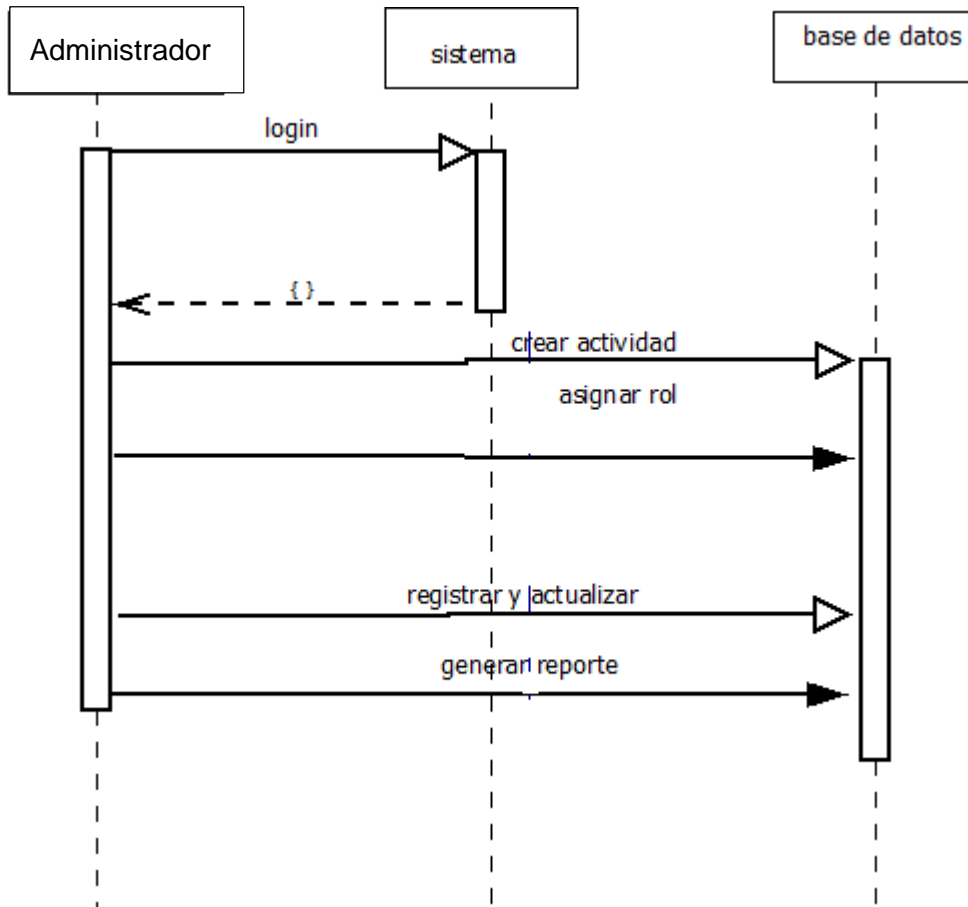 Administrador
sistema
base de datos
login
{ }
crear actividad
asignar rol
registrar y actualizar
generar reporte